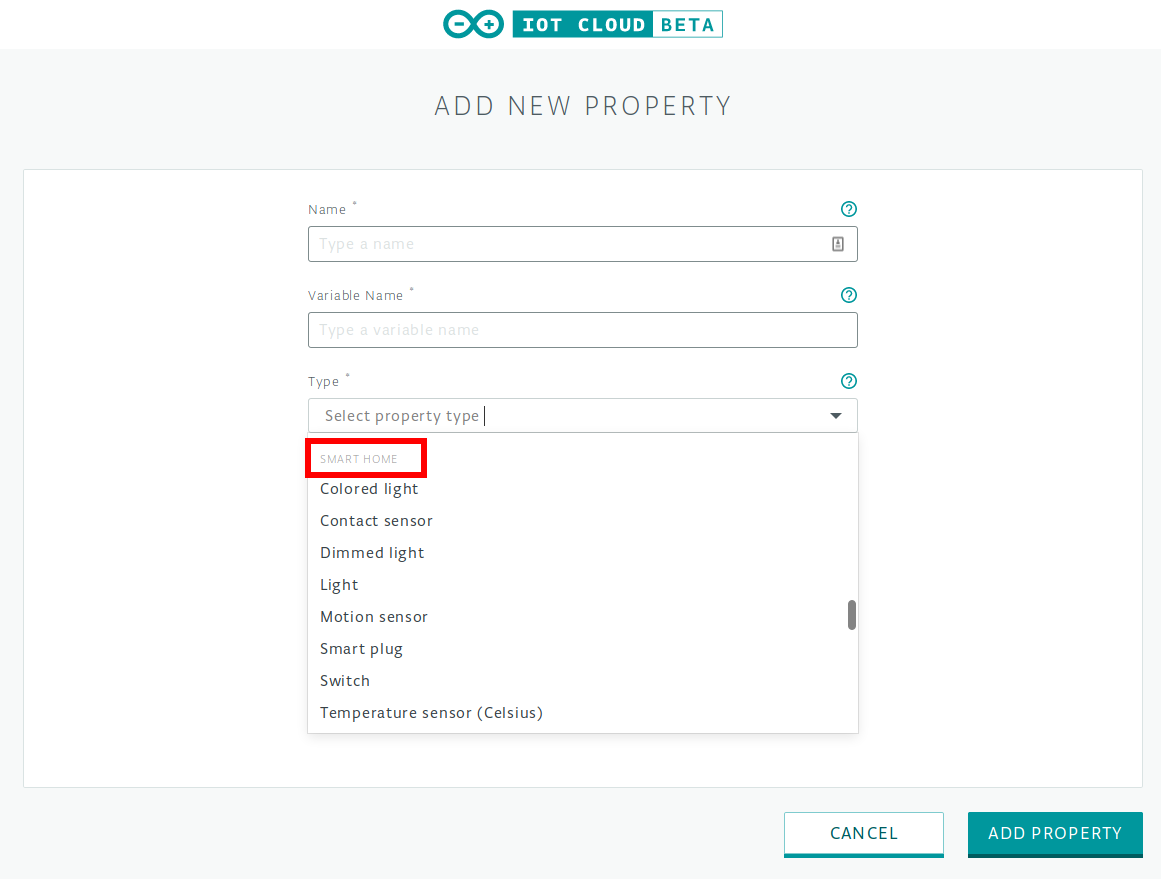 IOT CLOUD BETA
ADD NEW PROPERTY
Name *
Type a name
Variable Name *
Type a variable name
Type *
Select property type
SMART HOME
Colored light
Contact sensor
Dimmed light
Light
Motion sensor
Smart plug
Switch
Temperature sensor (Celsius)
CANCEL
ADD PROPERTY